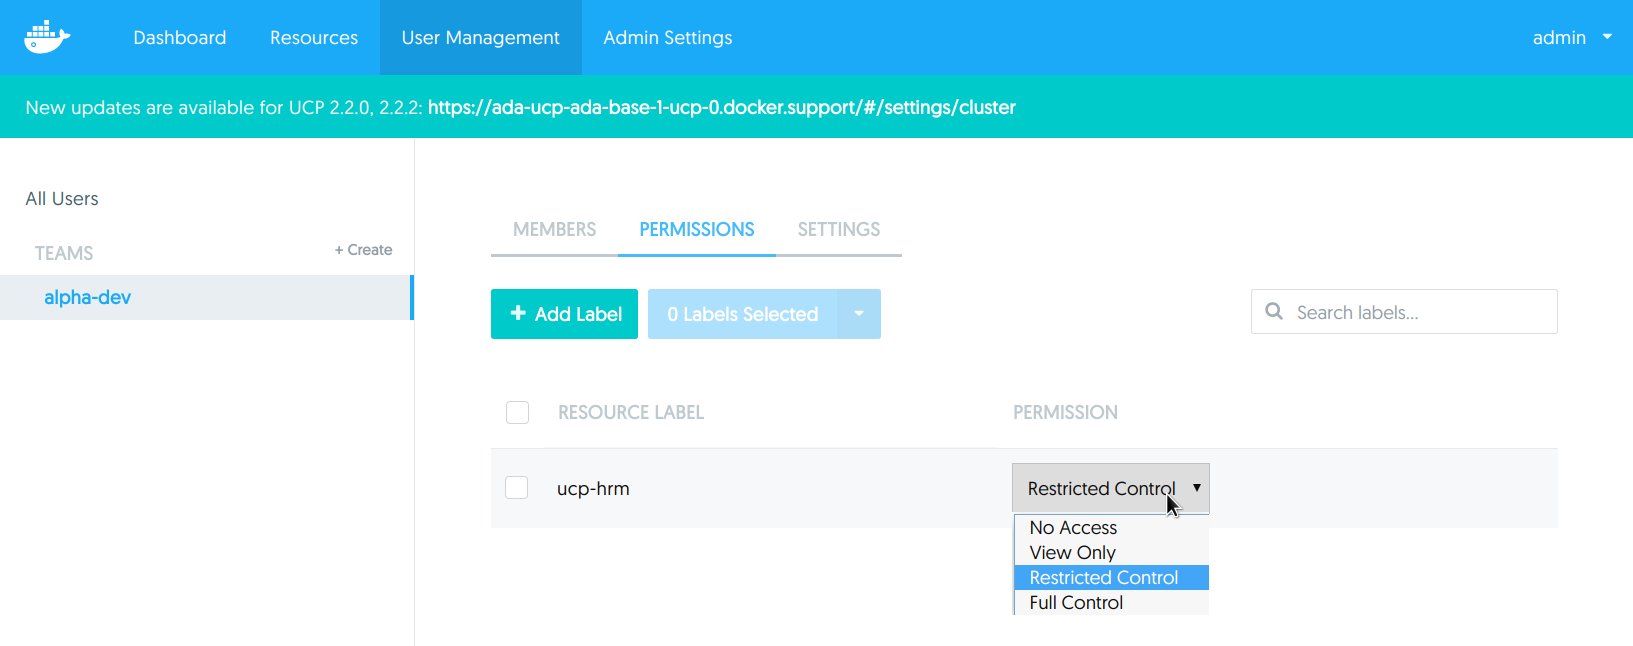 Dashboard Resources User Management Admin Settings admin
New updates are available for UCP 2.2.0, 2.2.2: https://ada-ucp-ada-base-1-ucp-0.docker.support/#/settings/cluster
All Users
TEAMS + Create
alpha-dev
MEMBERS PERMISSIONS SETTINGS
+ Add Label 0 Labels Selected Search labels...
RESOURCE LABEL PERMISSION
ucp-hrm Restricted Control
No Access
View Only
Restricted Control
Full Control